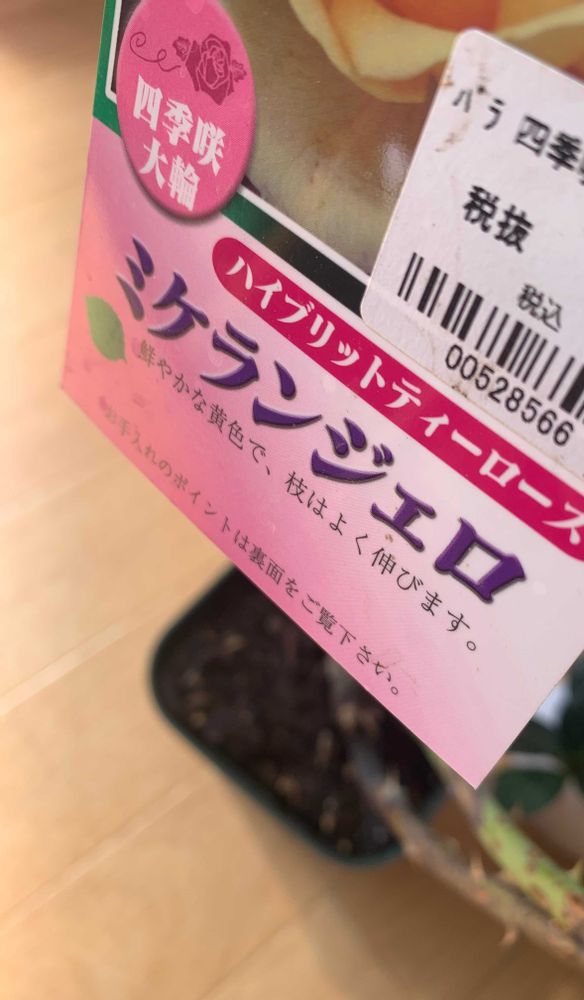 四季咲
大輪
バラ 四季
税抜
税込
00528566
ハイブリットティーローズ
ミケランジェロ
鮮やかな黄色で、枝はよく伸びます。
お手入れのポイントは裏面をご覧下さい。